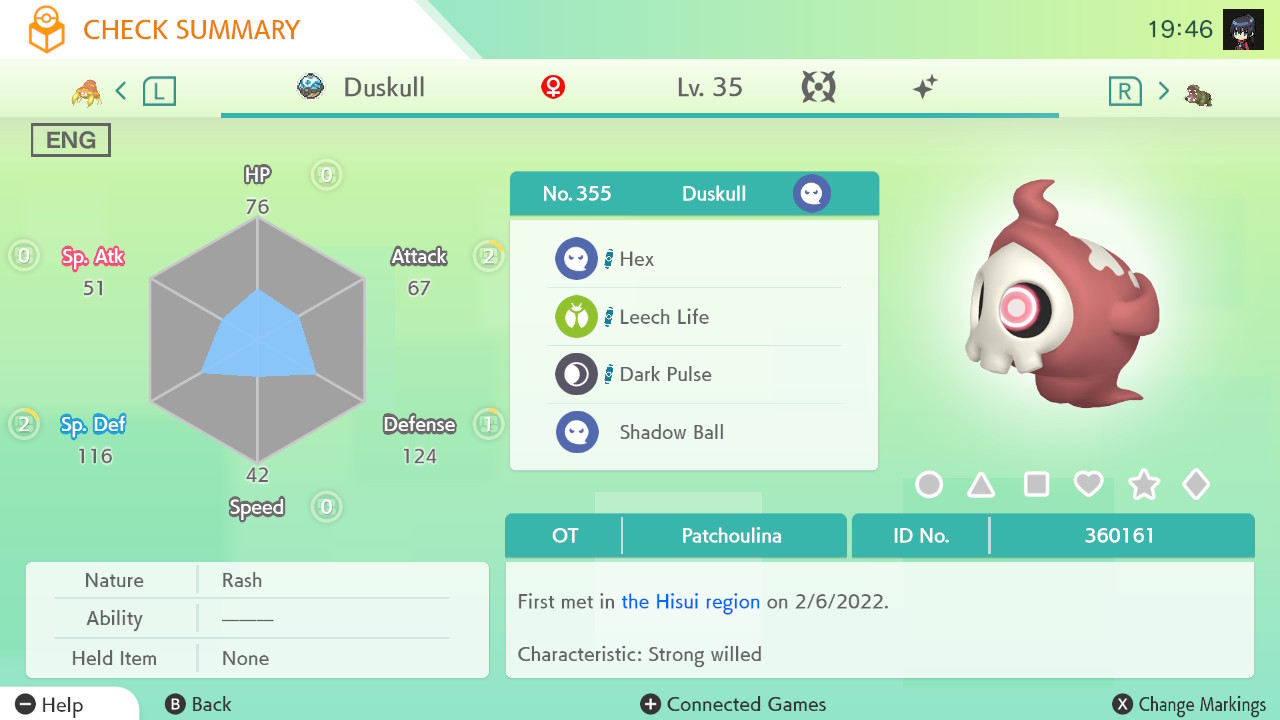 CHECK SUMMARY
19:46
L
Duskull
Lv. 35
R
ENG
HP
0
76
0
Sp. Atk
51
Attack
2
67
2
Sp. Def
116
Defense
1
124
42
Speed
0
No. 355
Duskull
Hex
Leech Life
Dark Pulse
Shadow Ball
OT
Patchoulina
ID No.
360161
Nature
Rash
Ability
———
Held Item
None
First met in the Hisui region on 2/6/2022.
Characteristic: Strong willed
Help
B Back
Connected Games
X Change Markings